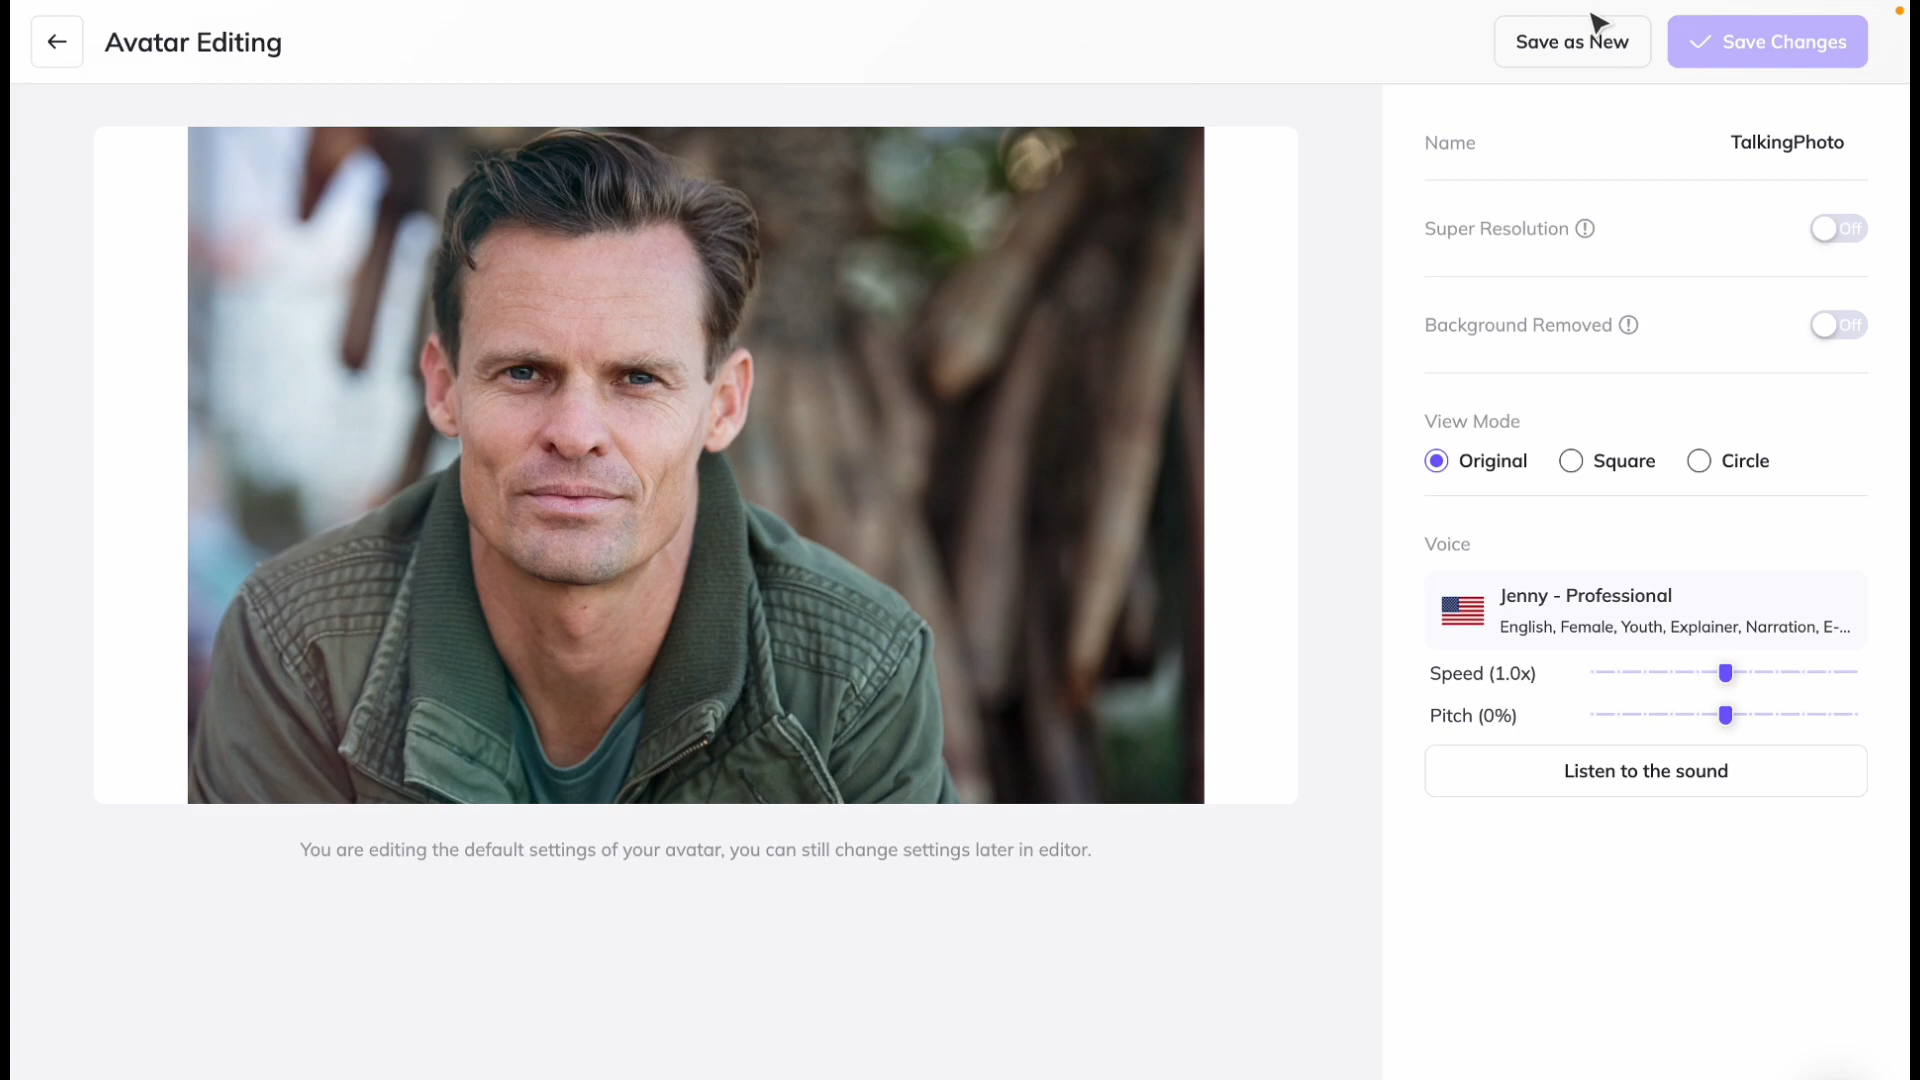 Avatar Editing
Save as New
Save Changes
Name
TalkingPhoto
Super Resolution
Off
Background Removed
Off
View Mode
Original
Square
Circle
Voice
Jenny - Professional
English, Female, Youth, Explainer, Narration, E-...
Speed (1.0x)
Pitch (0%)
Listen to the sound
You are editing the default settings of your avatar, you can still change settings later in editor.